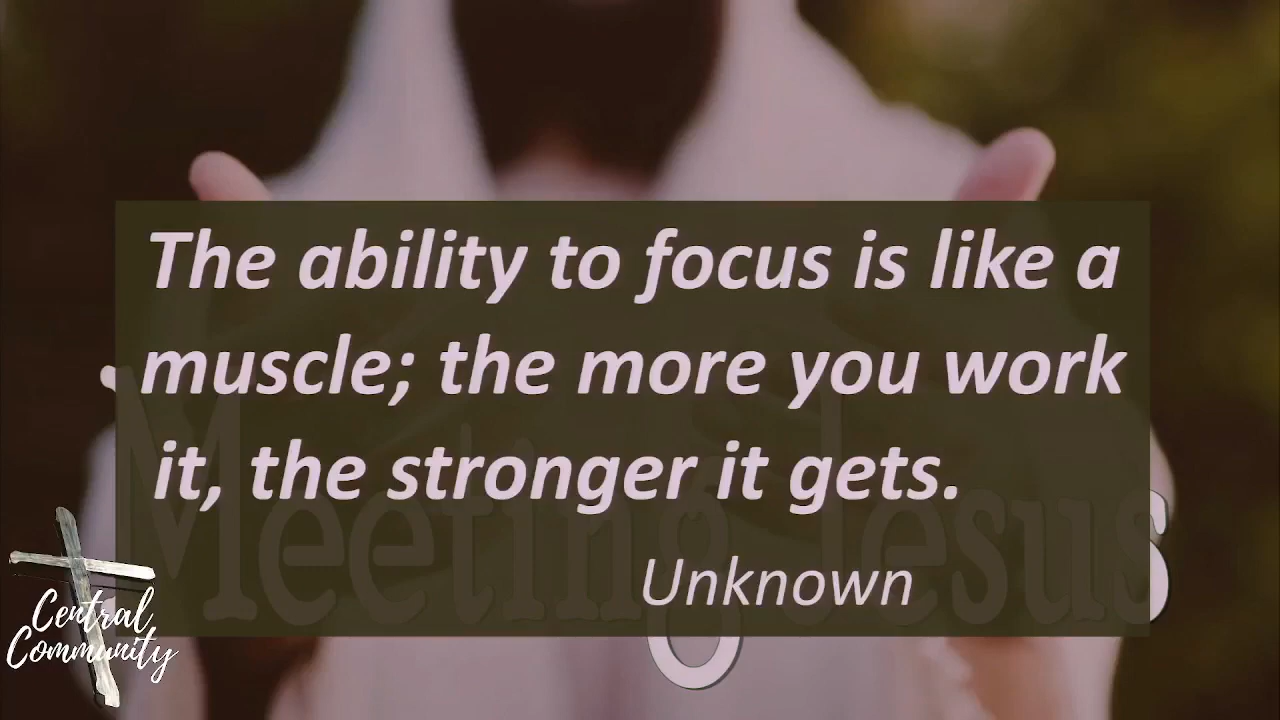 The ability to focus is like a
muscle; the more you work
it, the stronger it gets.
Unknown
Meeting Jesus
Central
Community